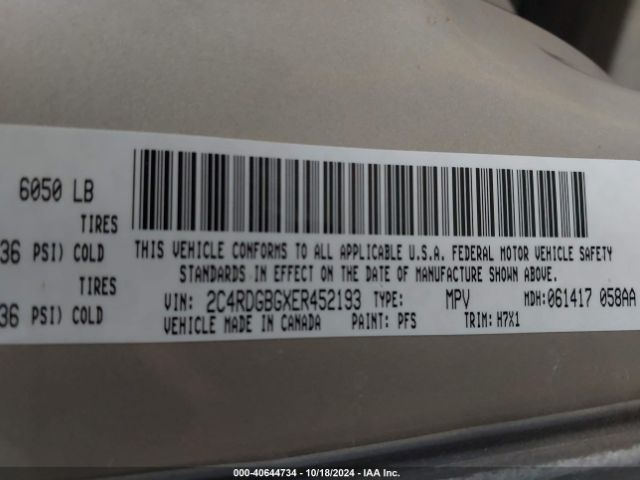 6050 LB
TIRES
36 PSI) COLD
TIRES
36 PSI) COLD
THIS VEHICLE CONFORMS TO ALL APPLICABLE U.S.A. FEDERAL MOTOR VEHICLE SAFETY
STANDARDS IN EFFECT ON THE DATE OF MANUFACTURE SHOWN ABOVE.
VIN: 2C4RDGBGXER452193 TYPE: MPV MDH:061417 058AA
VEHICLE MADE IN CANADA PAINT: PFS TRIM: H7X1
000-40644734 | 10/18/2024 | IAA Inc.